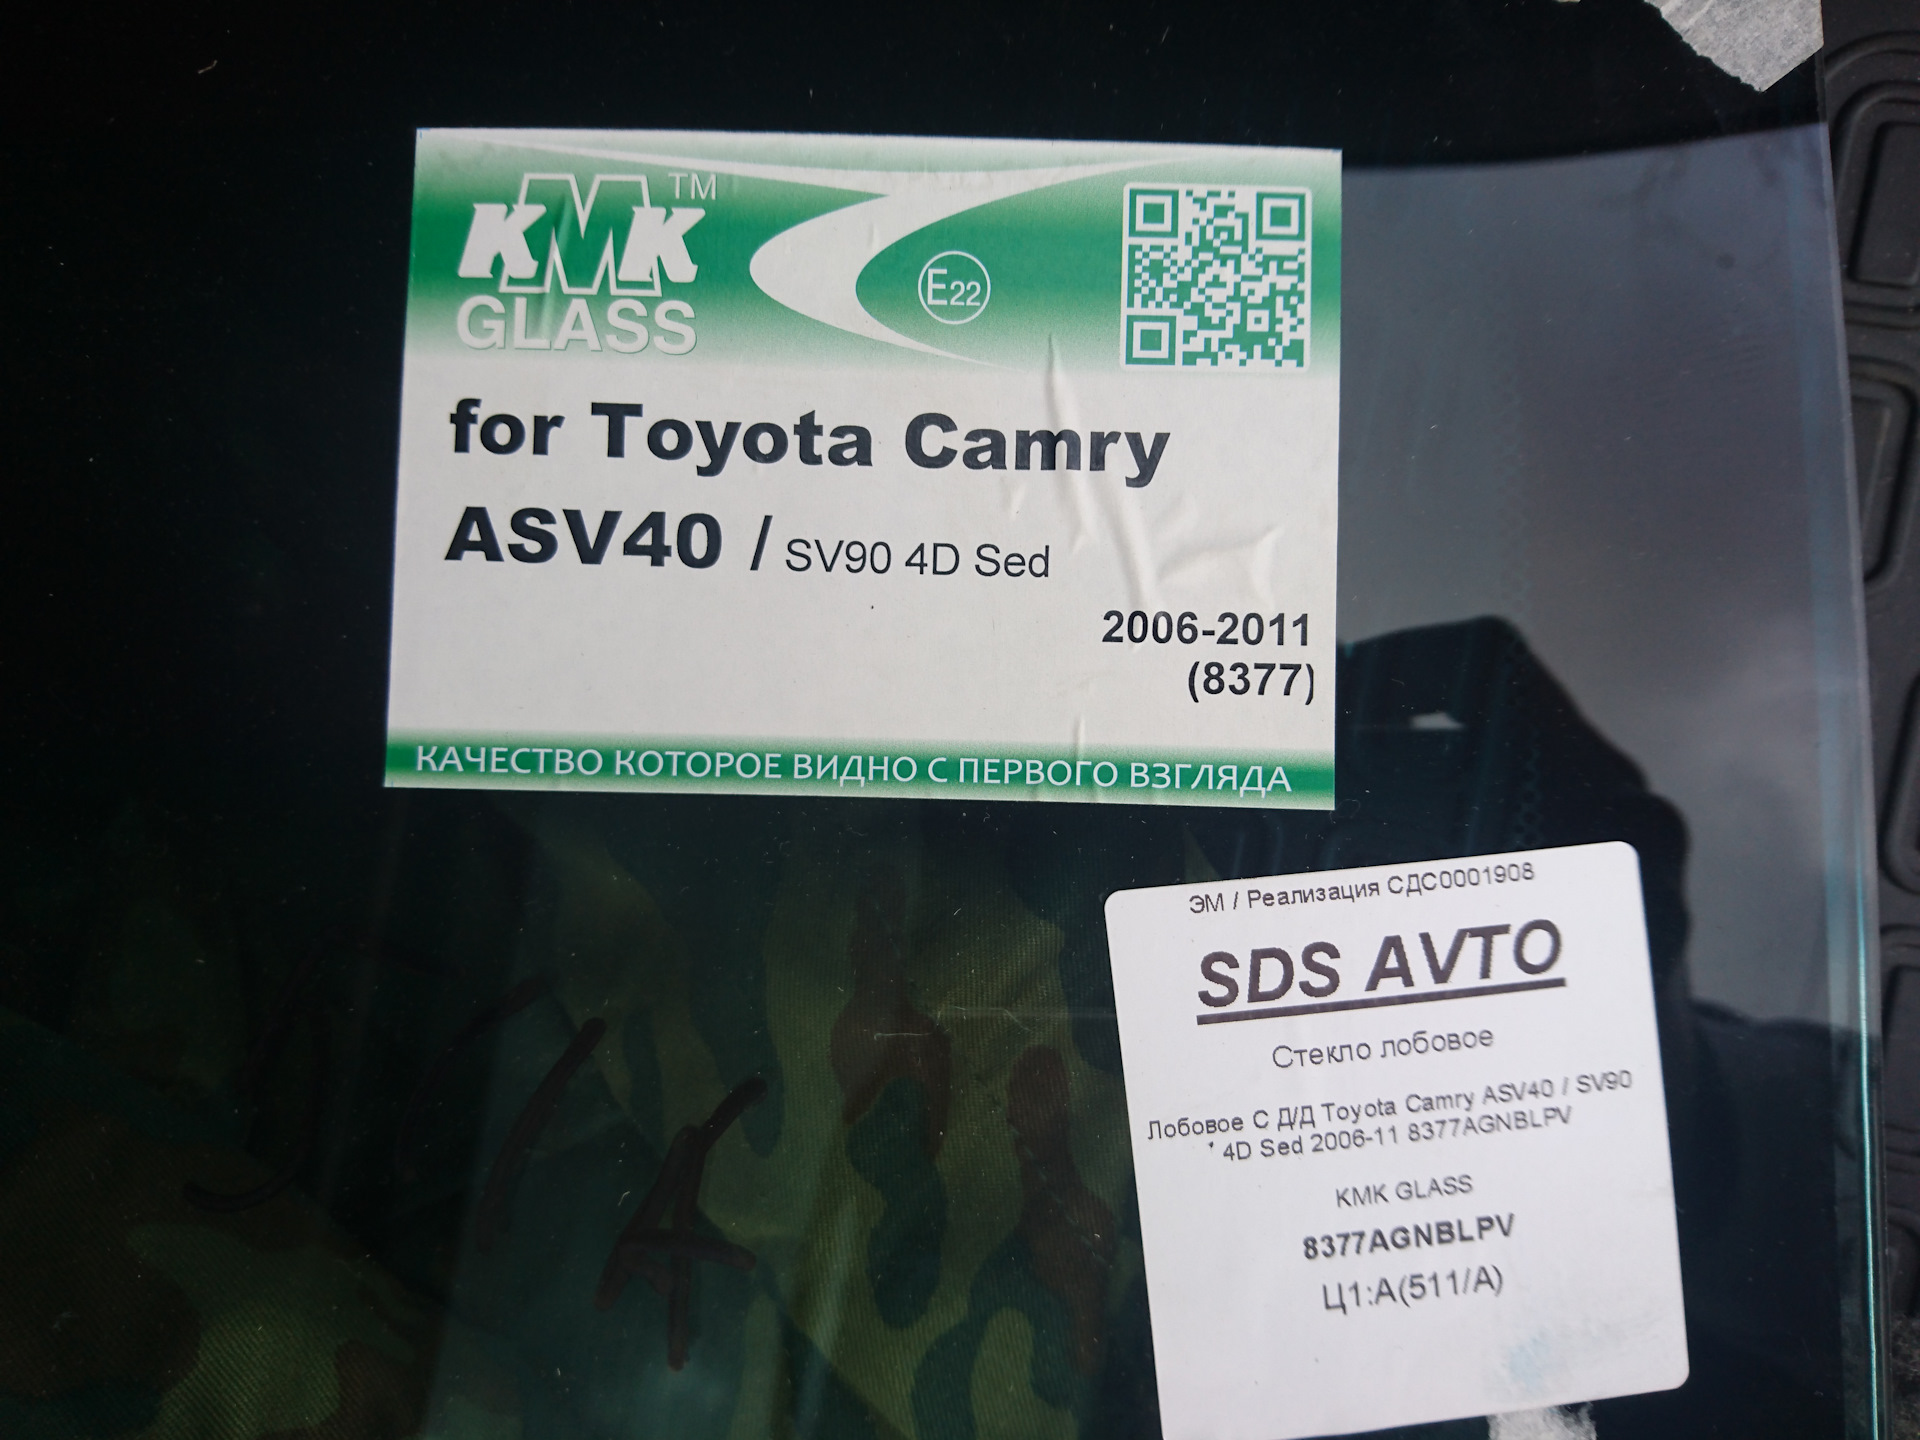 KMK TM
GLASS
E22
for Toyota Camry
ASV40 / SV90 4D Sed
2006-2011
(8377)
КАЧЕСТВО КОТОРОЕ ВИДНО С ПЕРВОГО ВЗГЛЯДА
ЭМ / Реализация СДС0001908
SDS AVTO
Стекло лобовое
Лобовое С Д/Д Toyota Camry ASV40 / SV90
4D Sed 2006-11 8377AGNBLPV
KMK GLASS
8377AGNBLPV
Ц1:А(511/А)